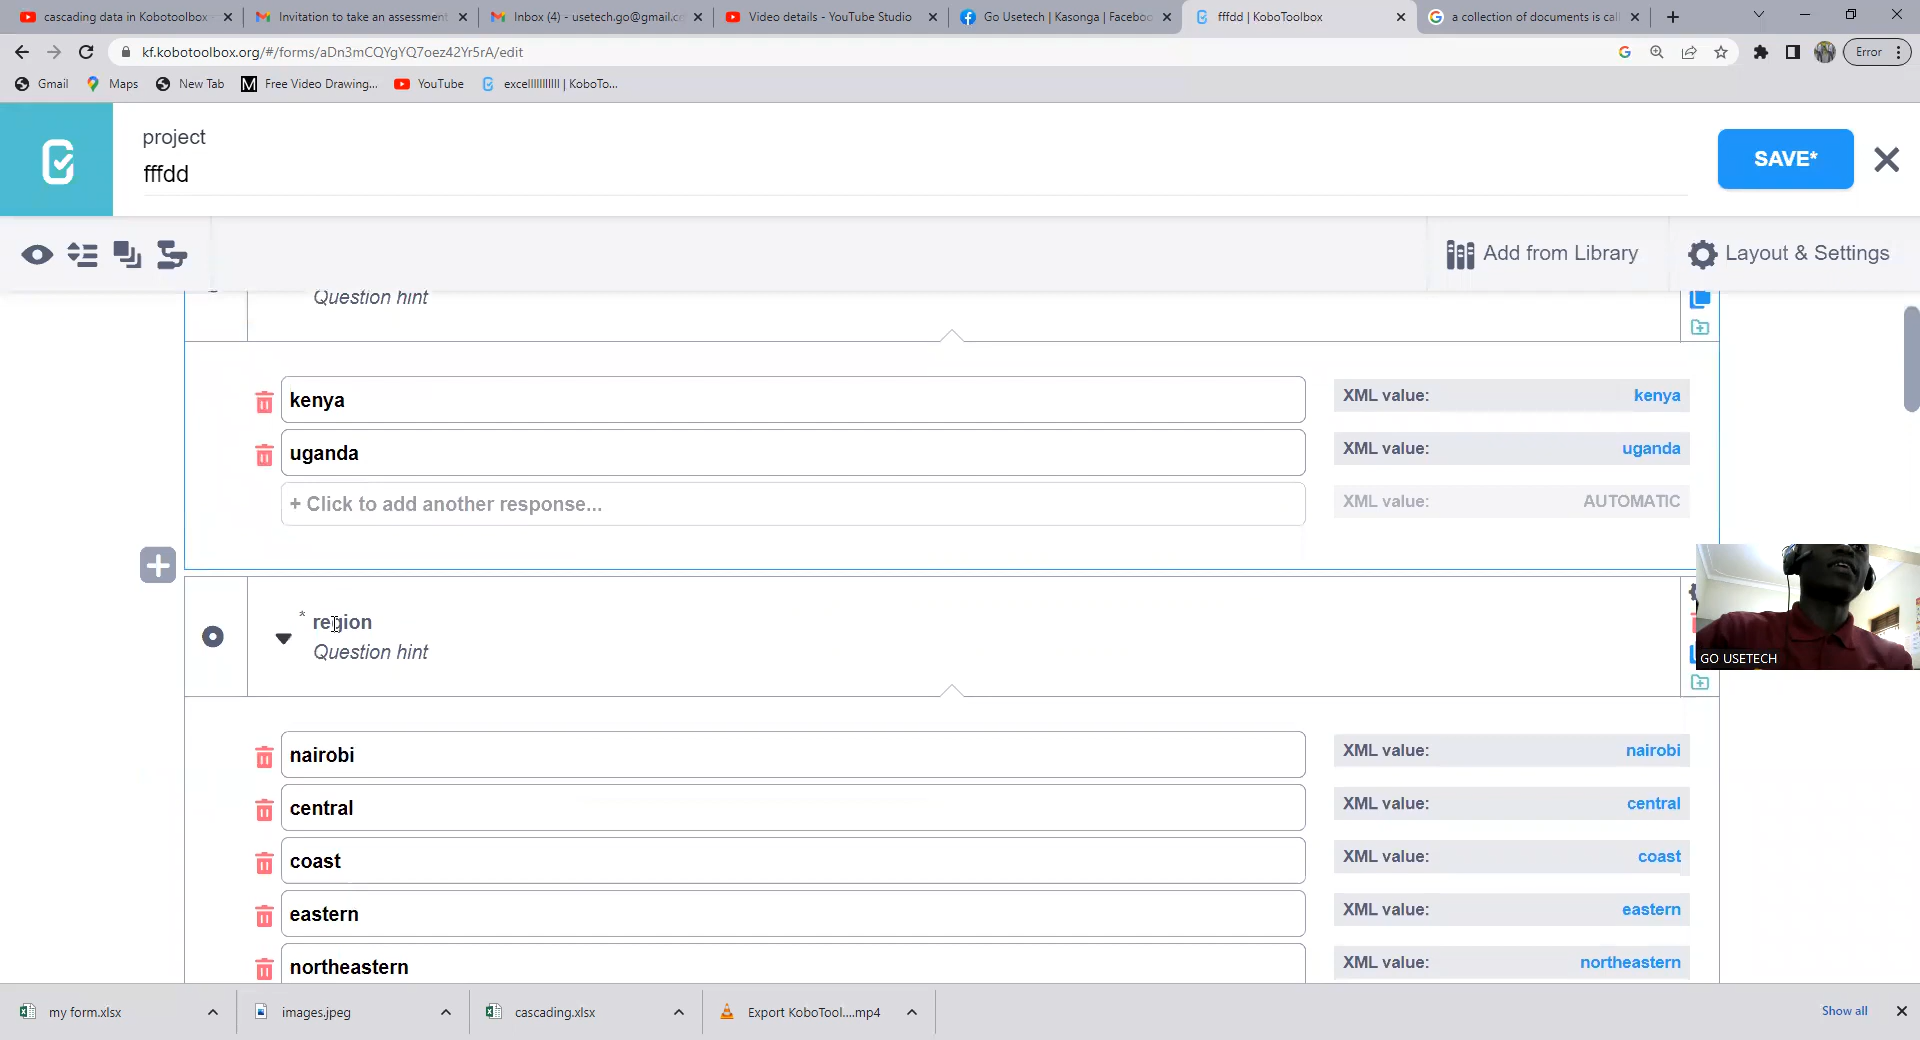 cascading data in Kobotoolbox
Invitation to take an assessment
Inbox (4) - usetech.go@gmail.c
Video details - YouTube Studio
Go Usetech | Kasonga | Faceboo
fffdd | KoboToolbox
a collection of documents is cal
kf.kobotoolbox.org/#/forms/aDn3mCQYgYQ7oez42Yr5rA/edit
Error
Gmail
Maps
New Tab
Free Video Drawing...
YouTube
excelllllllllll | KoboTo...
project
fffdd
SAVE*
Add from Library
Layout & Settings
Question hint
kenya
XML value: kenya
uganda
XML value: uganda
+ Click to add another response...
XML value: AUTOMATIC
* region
Question hint
GO USETECH
nairobi
XML value: nairobi
central
XML value: central
coast
XML value: coast
eastern
XML value: eastern
northeastern
XML value: northeastern
my form.xlsx
images.jpeg
cascading.xlsx
Export KoboTool....mp4
Show all